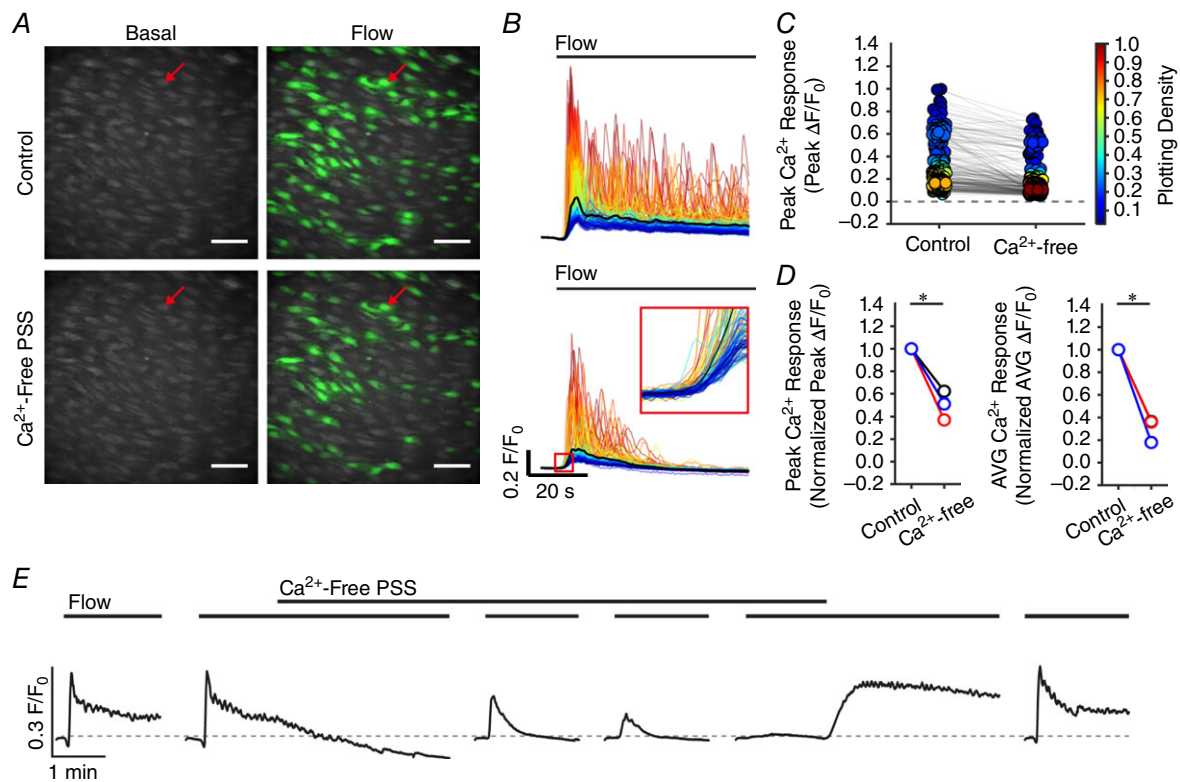 A
Basal
Flow
Control
Ca²⁺-Free PSS
B
Flow
Flow
0.2 F/F₀
20 s
C
Peak Ca²⁺ Response
(Peak ΔF/F₀)
1.4
1.2
1.0
0.8
0.6
0.4
0.2
0.0
−0.2
Control
Ca²⁺-free
1.0
0.9
0.8
0.7
0.6
0.5
0.4
0.3
0.2
0.1
Plotting Density
D
Peak Ca²⁺ Response
(Normalized Peak ΔF/F₀)
1.4
1.2
1.0
0.8
0.6
0.4
0.2
0.0
−0.2
*
Control
Ca²⁺-free
AVG Ca²⁺ Response
(Normalized AVG ΔF/F₀)
1.4
1.2
1.0
0.8
0.6
0.4
0.2
0.0
−0.2
*
Control
Ca²⁺-free
E
Ca²⁺-Free PSS
Flow
0.3 F/F₀
1 min